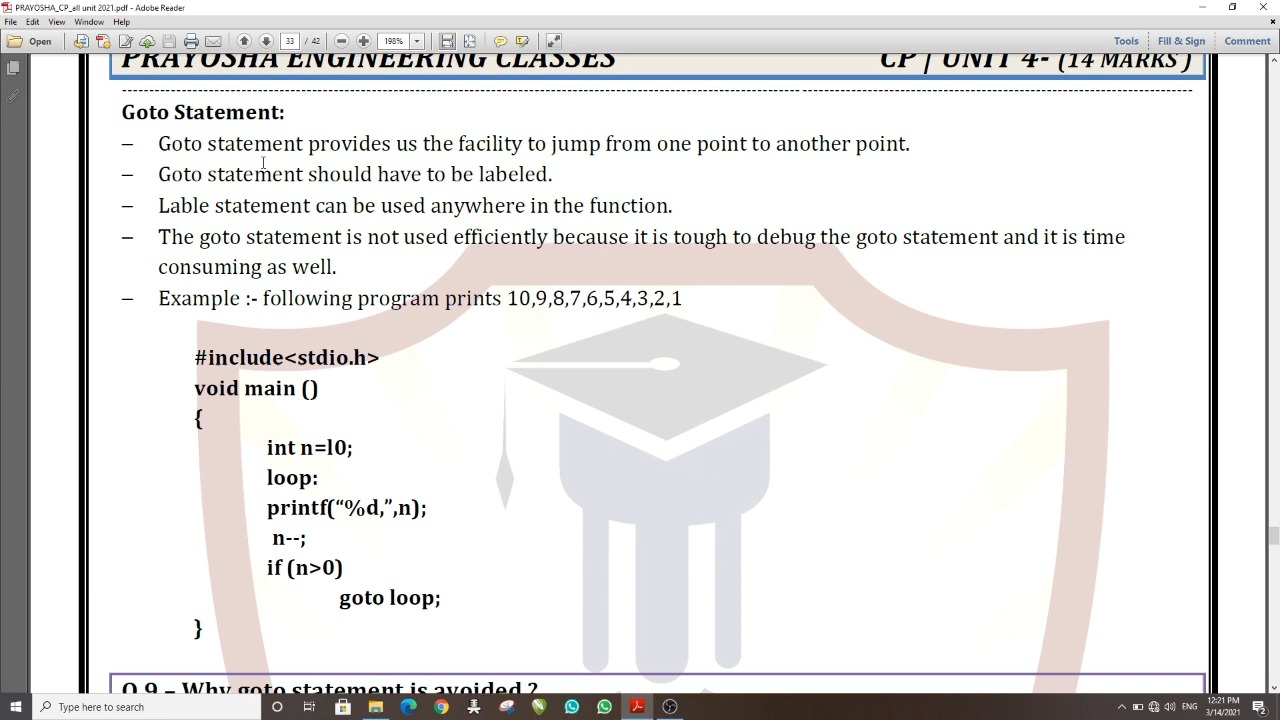 PRAYOSHA_CP_all unit 2021.pdf - Adobe Reader
File Edit View Window Help
Open 33 / 42 198% Tools Fill & Sign Comment
PRAYOSHA ENGINEERING CLASSES CP | UNIT 4- (14 MARKS )
Goto Statement:
– Goto statement provides us the facility to jump from one point to another point.
– Goto statement should have to be labeled.
– Lable statement can be used anywhere in the function.
– The goto statement is not used efficiently because it is tough to debug the goto statement and it is time
consuming as well.
– Example :- following program prints 10,9,8,7,6,5,4,3,2,1
#include<stdio.h>
void main ()
{
int n=l0;
loop:
printf(“%d,”,n);
n--;
if (n>0)
goto loop;
}
Q.9 – Why goto statement is avoided ?
Type here to search
12:21 PM
3/14/2021
2